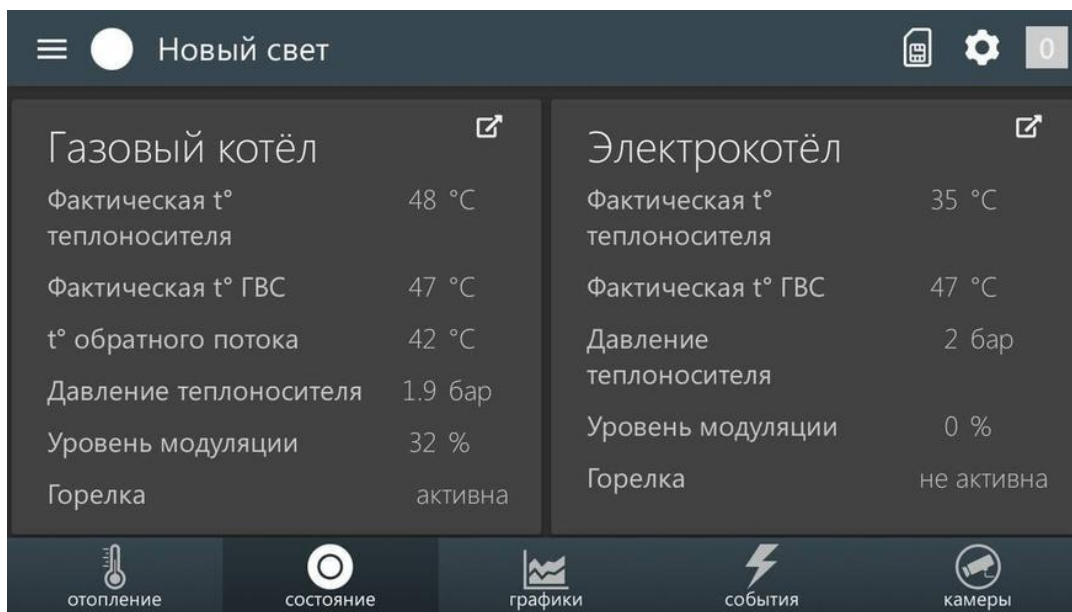 Новый свет
0
Газовый котёл
Фактическая t° теплоносителя 48 °C
Фактическая t° ГВС 47 °C
t° обратного потока 42 °C
Давление теплоносителя 1.9 бар
Уровень модуляции 32 %
Горелка активна
Электрокотёл
Фактическая t° теплоносителя 35 °C
Фактическая t° ГВС 47 °C
Давление теплоносителя 2 бар
Уровень модуляции 0 %
Горелка не активна
отопление
состояние
графики
события
камеры